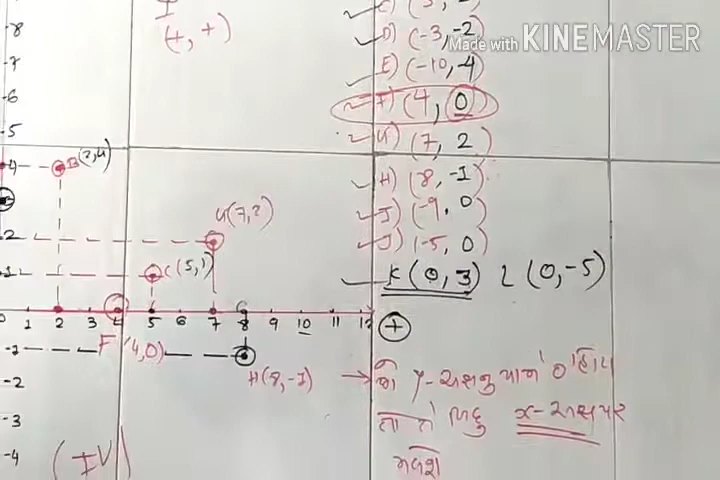 I
(+, +)
Made with KINEMASTER
D) (-3, -2)
E) (-10, -4)
F) (4, 0)
G) (7, 2)
H) (8, -1)
I) (-9, 0)
J) (-5, 0)
K (0, 3) L (0, -5)
+
-8
-7
-6
-5
4 B(2,4)
3
2 G(7,2)
1 C(5,1)
0 1 2 3 4 5 6 7 8 9 10 11 12
-1 F(4,0) H(8,-1)
-2
-3
-4
(IV)
જો y-અક્ષનુ માન 0 હોય
તો તે બિંદુ x-અક્ષ પર
મળશે